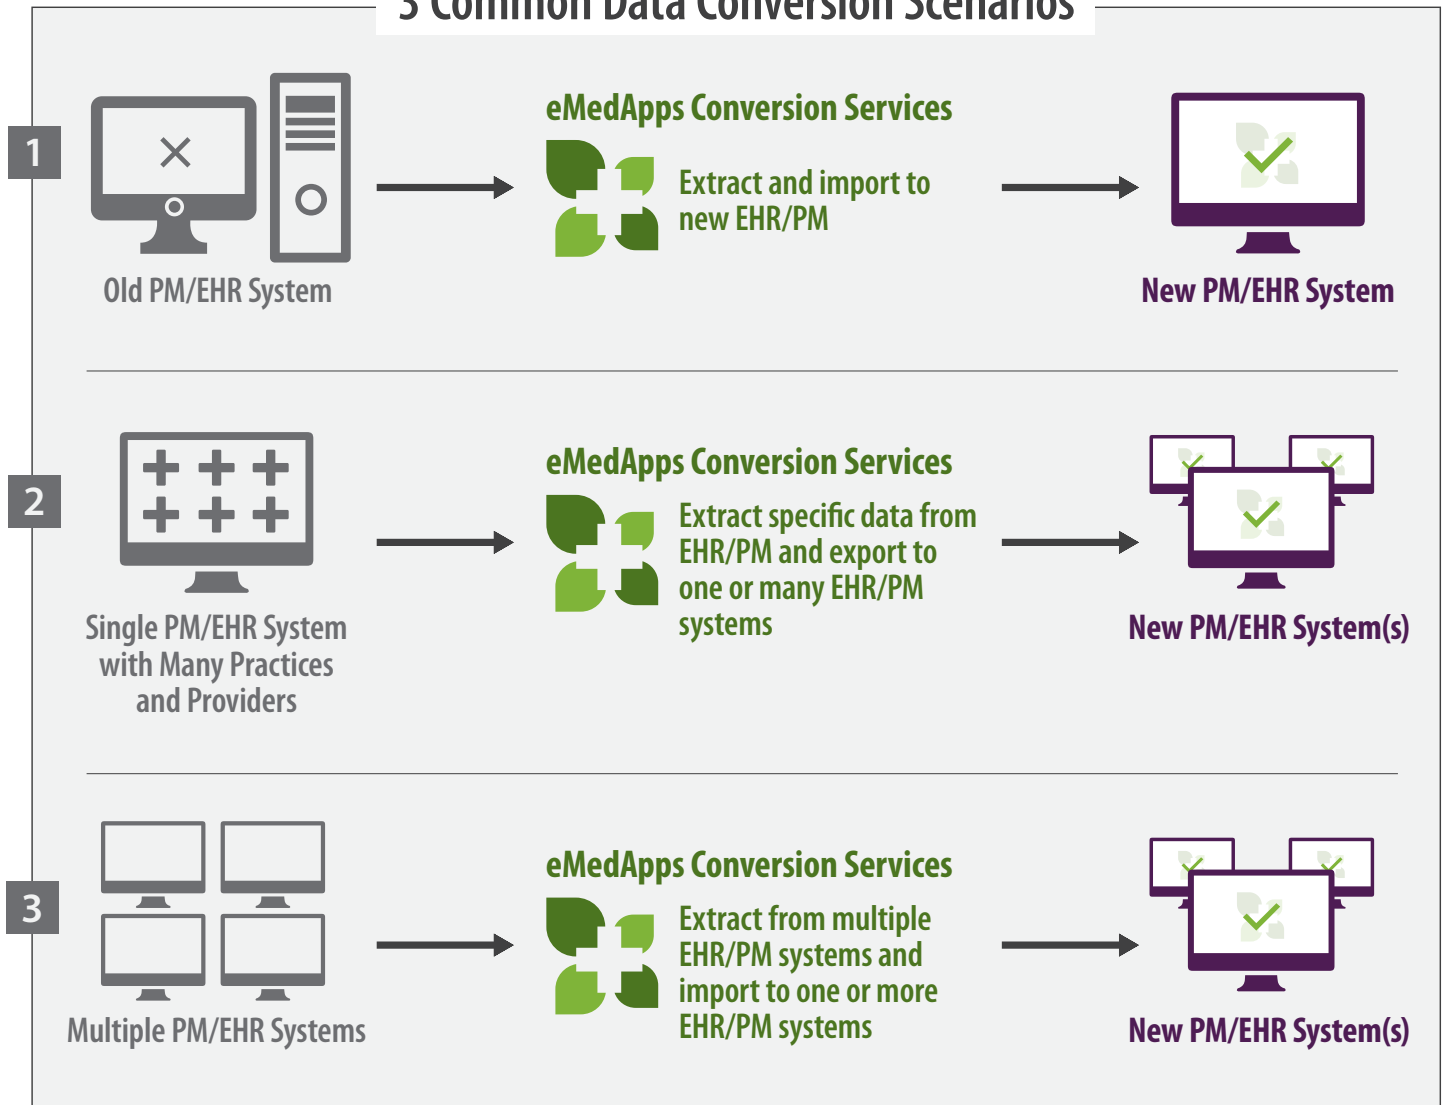 3 Common Data Conversion Scenarios
1
eMedApps Conversion Services
Extract and import to
new EHR/PM
Old PM/EHR System
New PM/EHR System
2
eMedApps Conversion Services
Extract specific data from
EHR/PM and export to
one or many EHR/PM
systems
Single PM/EHR System
with Many Practices
and Providers
New PM/EHR System(s)
3
eMedApps Conversion Services
Extract from multiple
EHR/PM systems and
import to one or more
EHR/PM systems
Multiple PM/EHR Systems
New PM/EHR System(s)